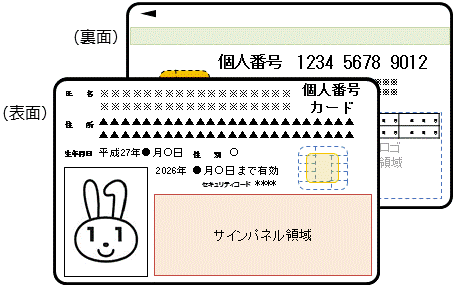 (裏面)
個人番号 1234 5678 9012
※※
※※
ロゴ
領域
(表面)
個人番号
カード
氏 名 ※※※※※※※※※※※※※※※※
※※※※※※※※※※※※※※※※
住 所 ▲▲▲▲▲▲▲▲▲▲▲▲▲▲▲▲▲▲▲▲
▲▲▲▲▲▲▲▲▲▲▲▲▲▲▲▲▲▲▲▲
生年月日 平成27年●月○日 性 別 ○
2026年 ●月○日まで有効
セキュリティコード ****
サインパネル領域